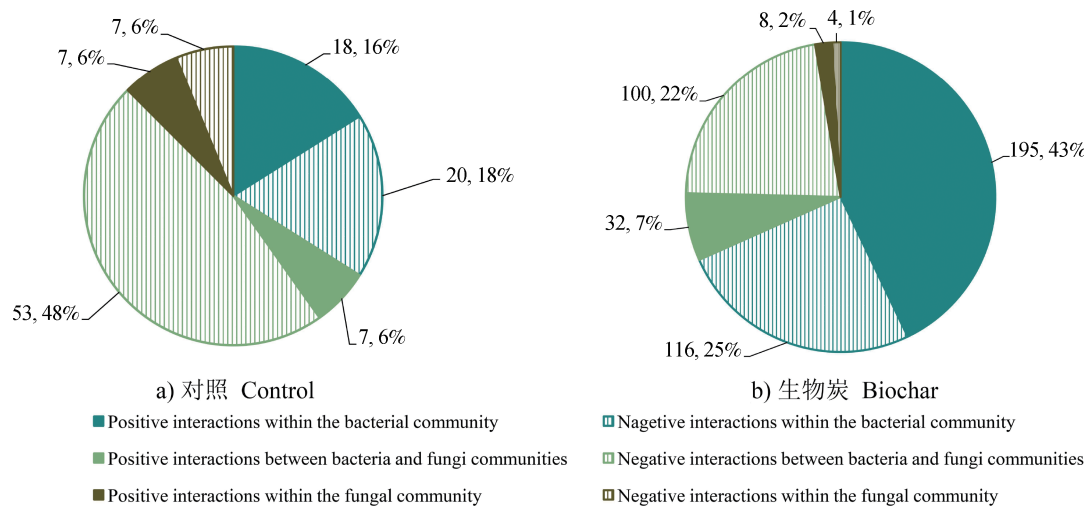 7, 6%
7, 6%
18, 16%
20, 18%
53, 48%
7, 6%
a) 对照 Control
8, 2%
4, 1%
100, 22%
195, 43%
32, 7%
116, 25%
b) 生物炭 Biochar
Positive interactions within the bacterial community
Nagetive interactions within the bacterial community
Positive interactions between bacteria and fungi communities
Negative interactions between bacteria and fungi communities
Positive interactions within the fungal community
Negative interactions within the fungal community